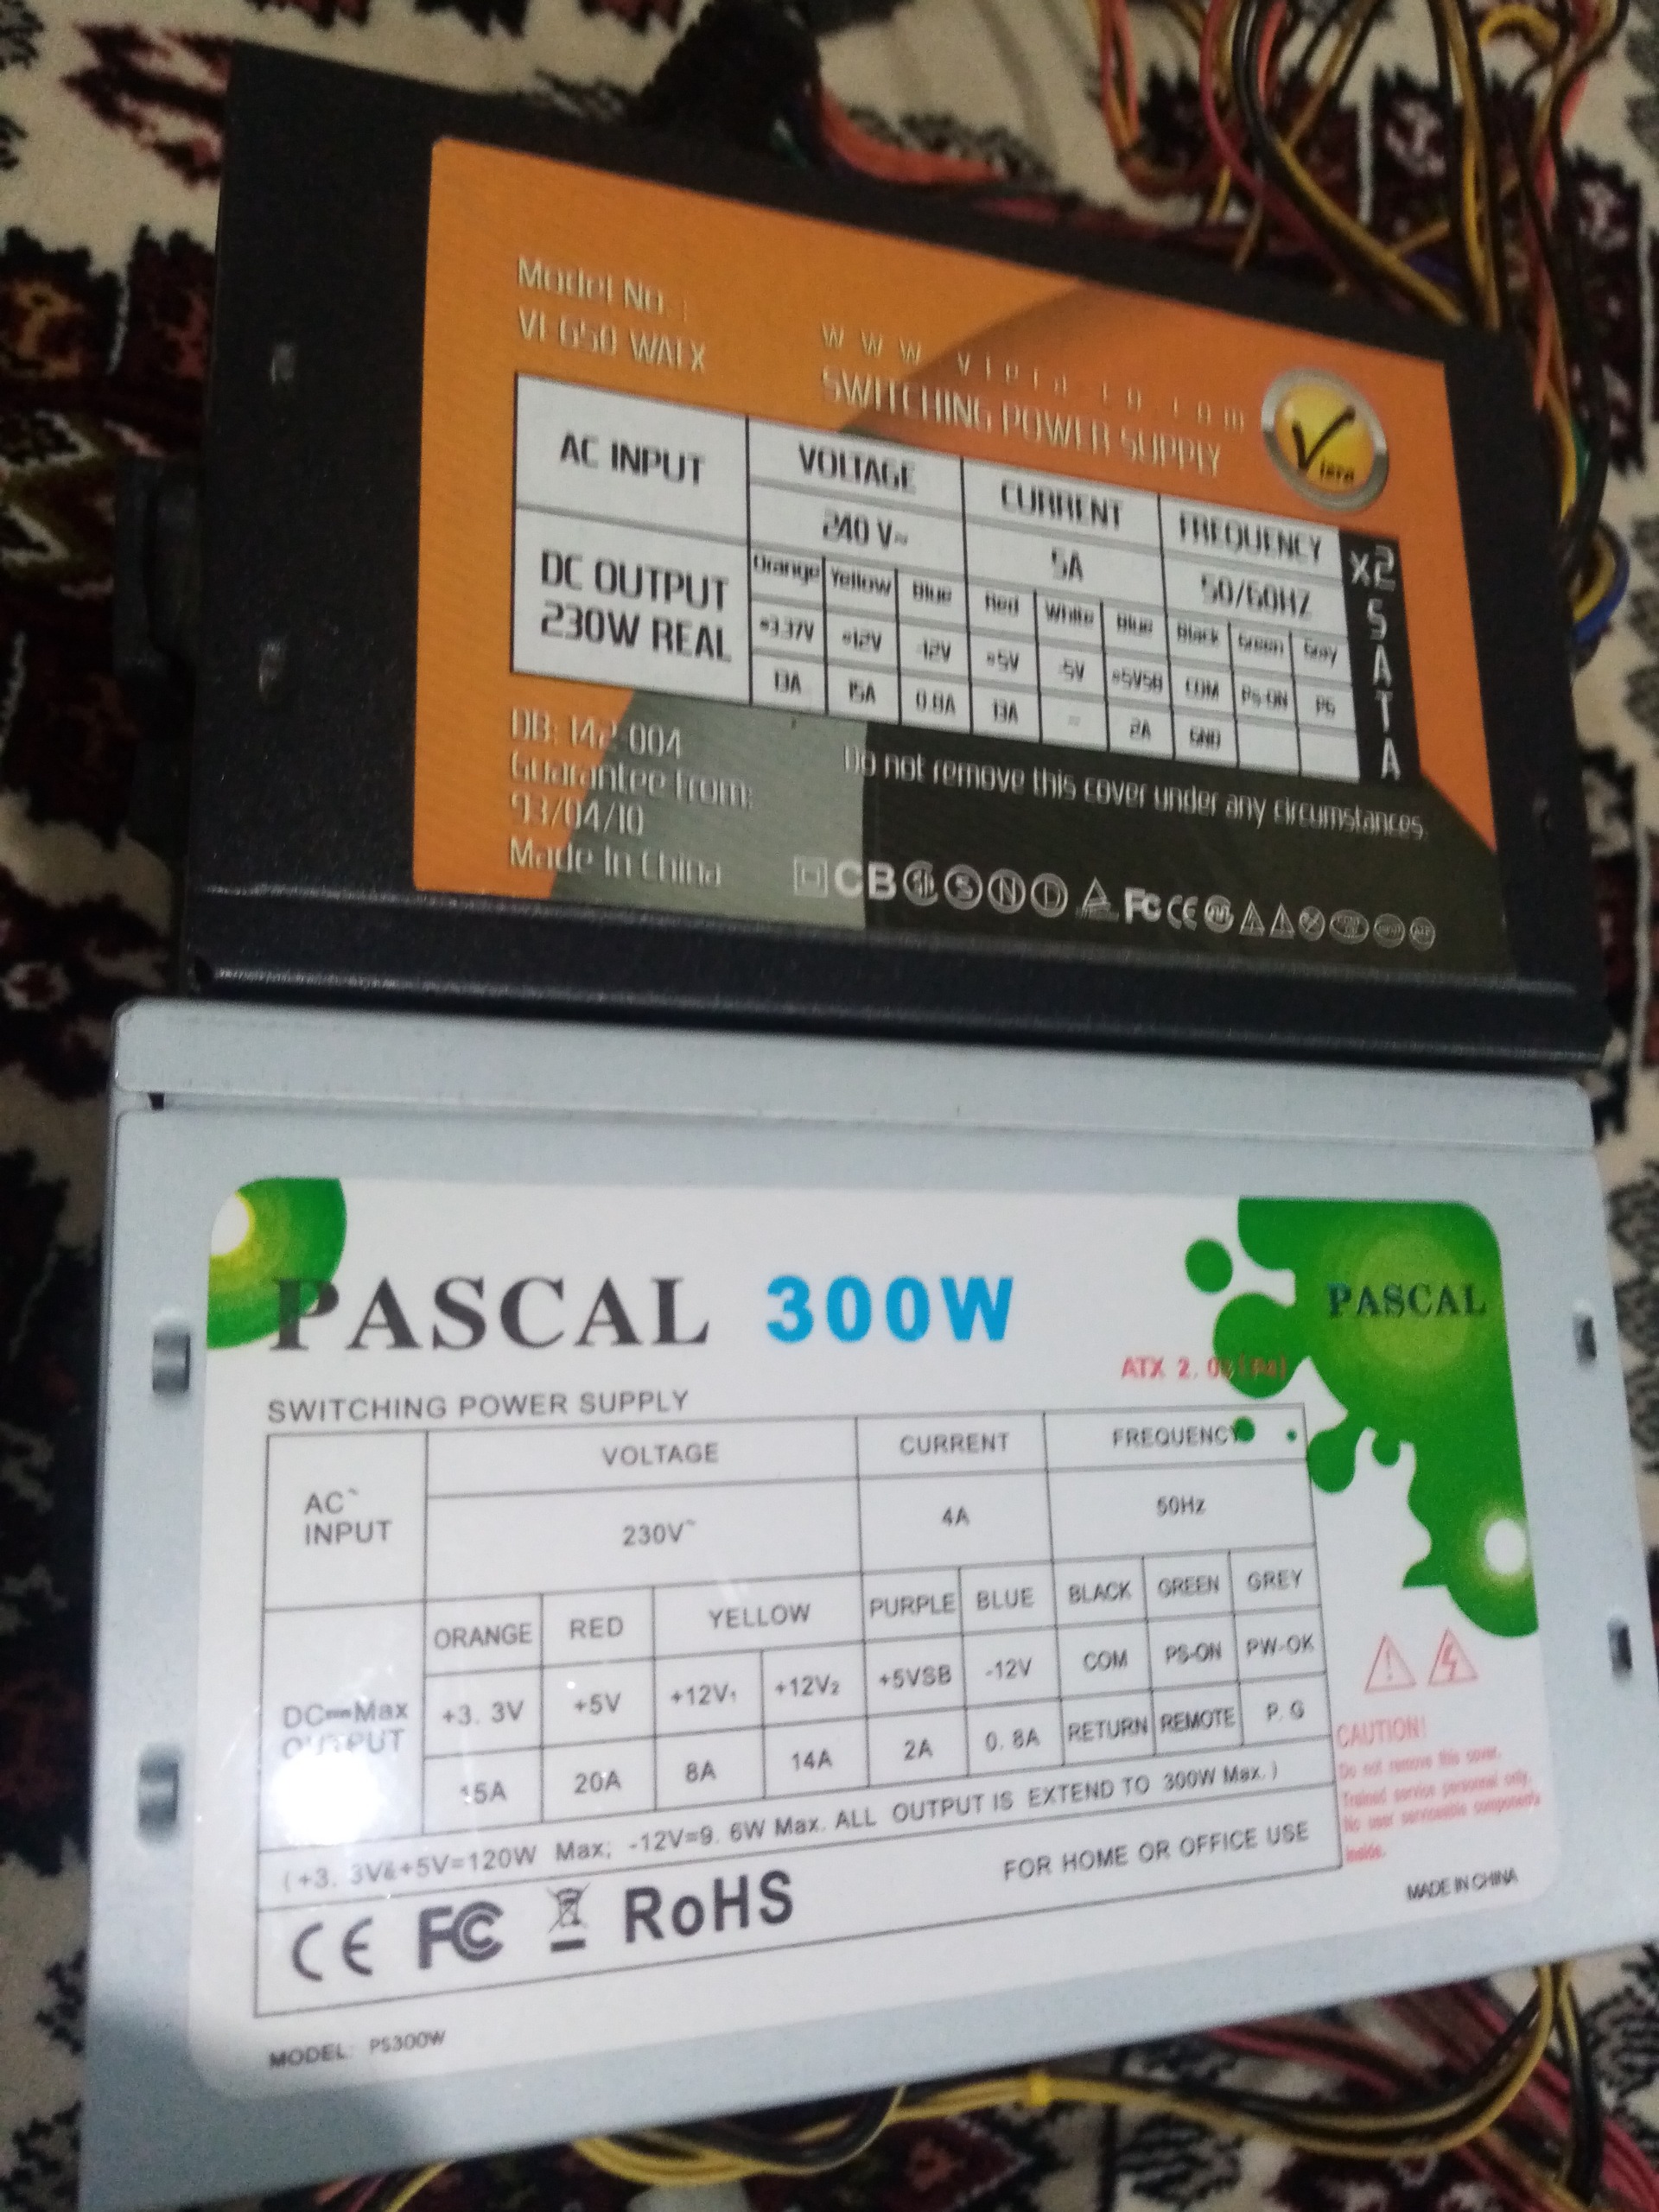 Model No. :
VI 650 WATX
www.viera-co.com
SWITCHING POWER SUPPLY
Viera
AC INPUT VOLTAGE CURRENT FREQUENCY
240 V~ 5A 50/60HZ
DC OUTPUT
230W REAL
Orange Yellow Blue Red White Blue Black Green Gray
+3.37V +12V -12V +5V -5V +5VSB COM PS-ON PG
13A 15A 0.8A 13A - 2A GND
X2 SATA
DB: 142-004
Guarantee from:
93/04/10
Made In China
Do not remove this cover under any circumstances.
CB S N D FC CE
PASCAL 300W
PASCAL
SWITCHING POWER SUPPLY
AC~
INPUT
VOLTAGE CURRENT FREQUENCY
230V~ 4A 50Hz
DC Max
OUTPUT
ORANGE RED YELLOW PURPLE BLUE BLACK GREEN GREY
+3.3V +5V +12V₁ +12V₂ +5VSB -12V COM PS-ON PW-OK
15A 20A 8A 14A 2A 0.8A RETURN REMOTE P.G
(+3.3V&+5V=120W Max; -12V=9.6W Max. ALL OUTPUT IS EXTEND TO 300W Max.)
CE FC RoHS
FOR HOME OR OFFICE USE
CAUTION!
Do not remove this cover.
Trained service personnal only.
No user serviceable components
inside.
MADE IN CHINA
MODEL: PS300W